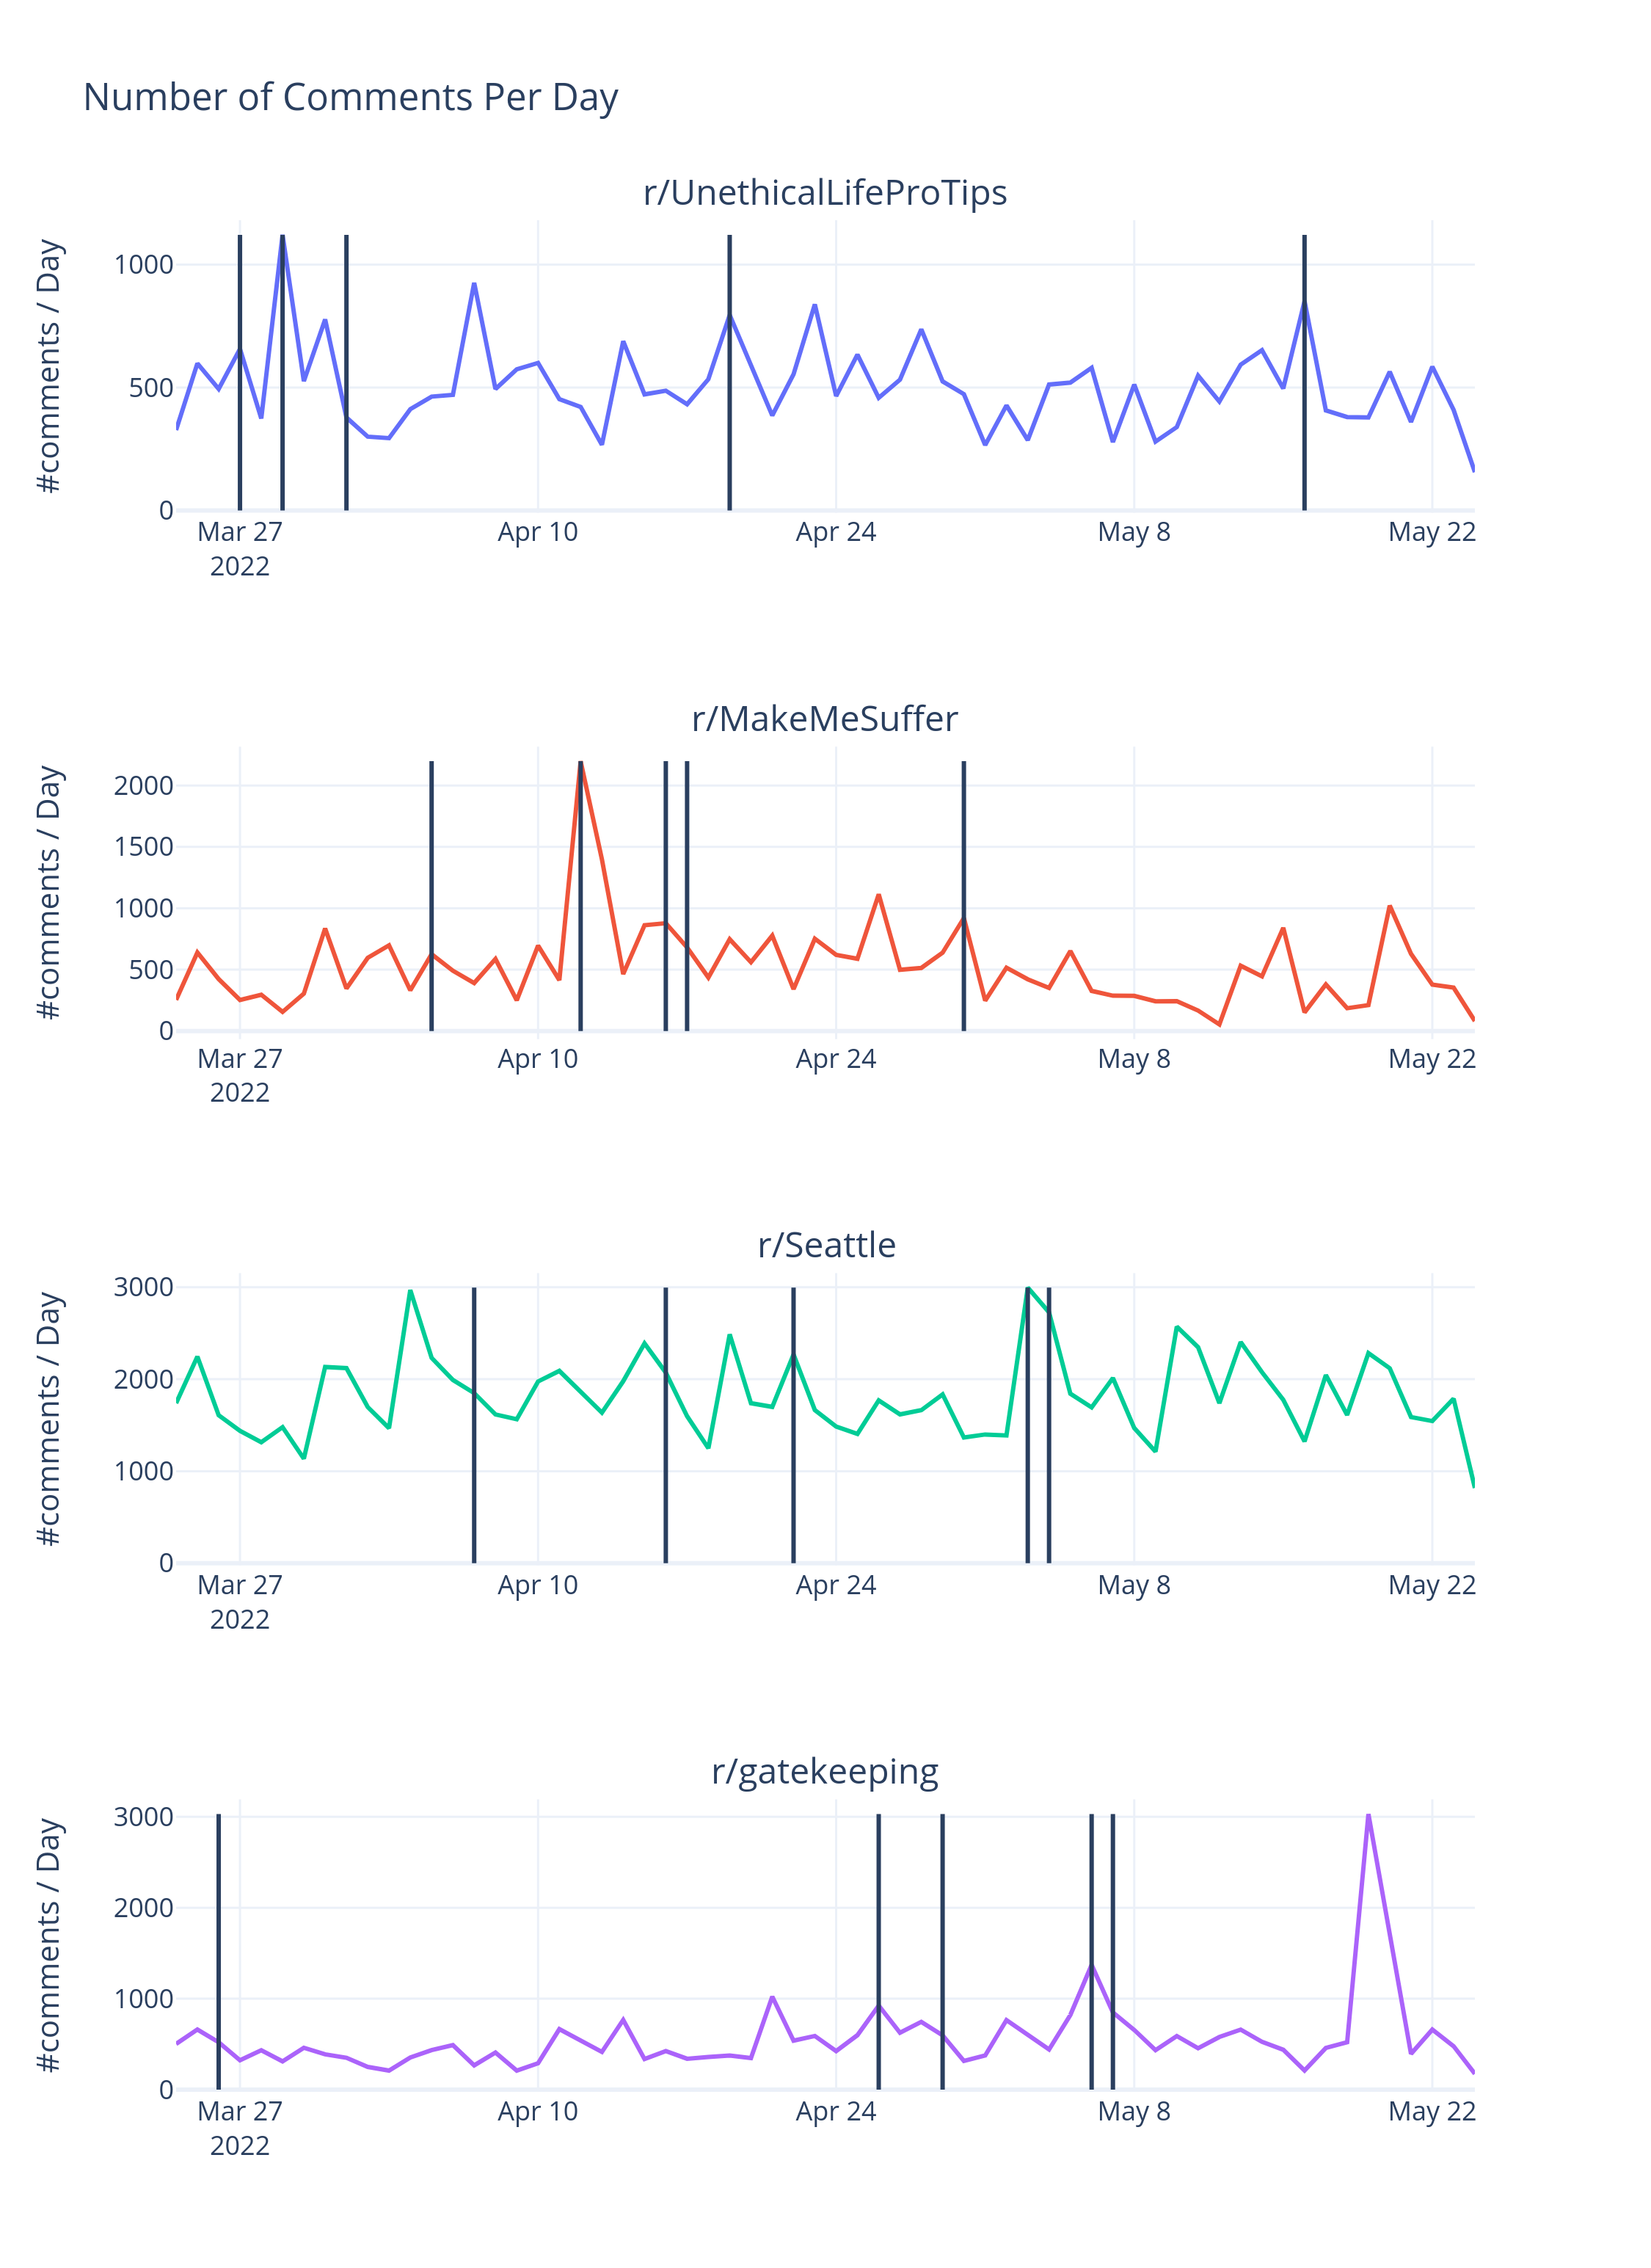 Number of Comments Per Day
r/UnethicalLifeProTips
#comments / Day
1000
500
0
Mar 27
2022
Apr 10
Apr 24
May 8
May 22
r/MakeMeSuffer
#comments / Day
2000
1500
1000
500
0
Mar 27
2022
Apr 10
Apr 24
May 8
May 22
r/Seattle
#comments / Day
3000
2000
1000
0
Mar 27
2022
Apr 10
Apr 24
May 8
May 22
r/gatekeeping
#comments / Day
3000
2000
1000
0
Mar 27
2022
Apr 10
Apr 24
May 8
May 22